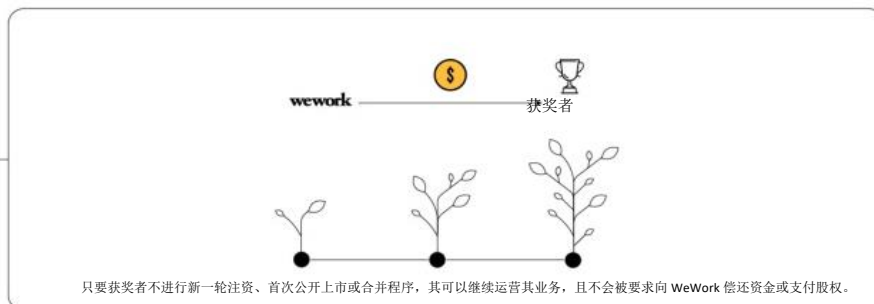 $
wework
获奖者
只要获奖者不进行新一轮注资、首次公开上市或合并程序，其可以继续运营其业务，且不会被要求向 WeWork 偿还资金或支付股权。